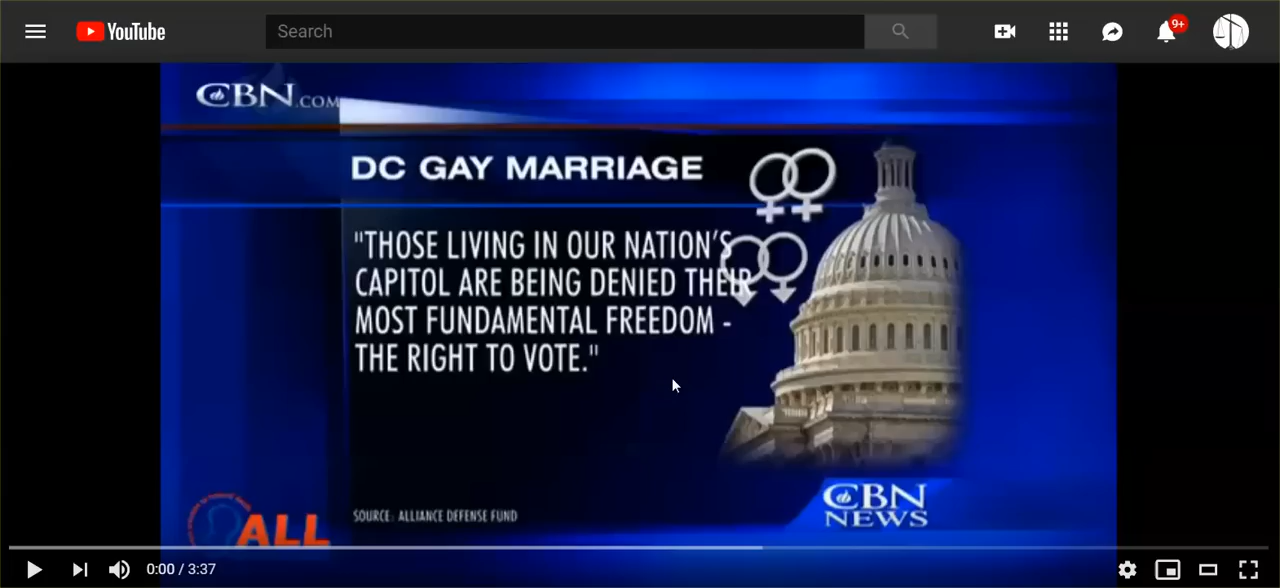 YouTube
Search
9+
CBN.COM
DC GAY MARRIAGE
"THOSE LIVING IN OUR NATION'S
CAPITOL ARE BEING DENIED THEIR
MOST FUNDAMENTAL FREEDOM -
THE RIGHT TO VOTE."
SOURCE: ALLIANCE DEFENSE FUND
CBN
NEWS
ALL
0:00 / 3:37